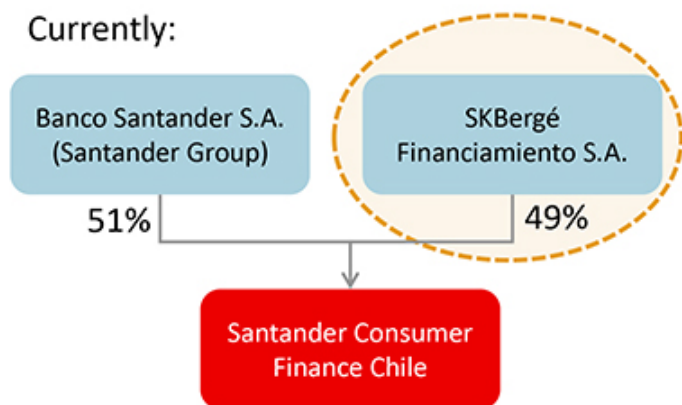 Currently:
Banco Santander S.A.
(Santander Group)
SKBergé
Financiamiento S.A.
51%
49%
Santander Consumer
Finance Chile